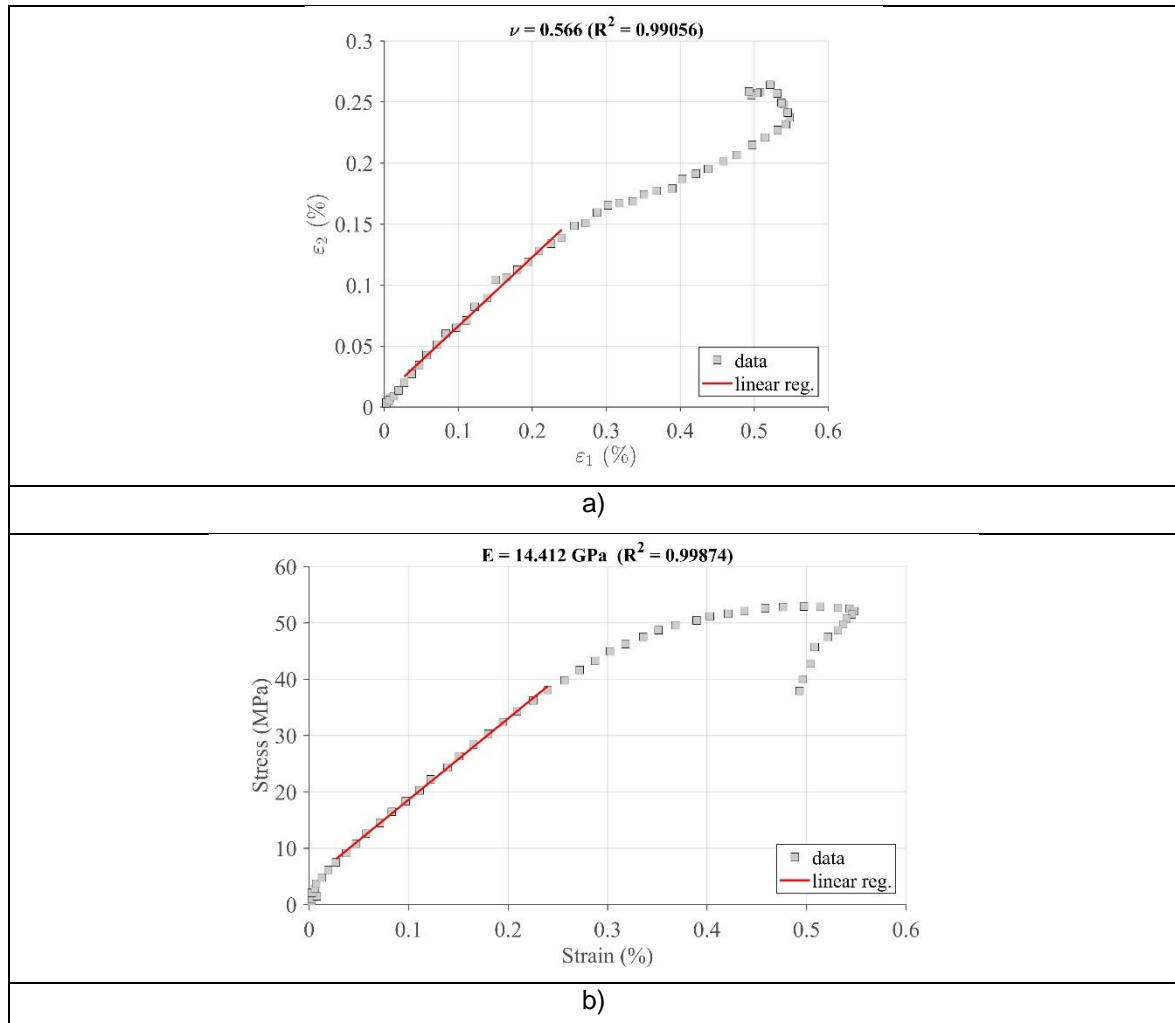 ν = 0.566 (R² = 0.99056)
0.3
0.25
0.2
0.15
0.1
0.05
0
ε₂ (%)
data
linear reg.
0 0.1 0.2 0.3 0.4 0.5 0.6
ε₁ (%)
a)
E = 14.412 GPa (R² = 0.99874)
60
50
40
30
20
10
0
Stress (MPa)
data
linear reg.
0 0.1 0.2 0.3 0.4 0.5 0.6
Strain (%)
b)